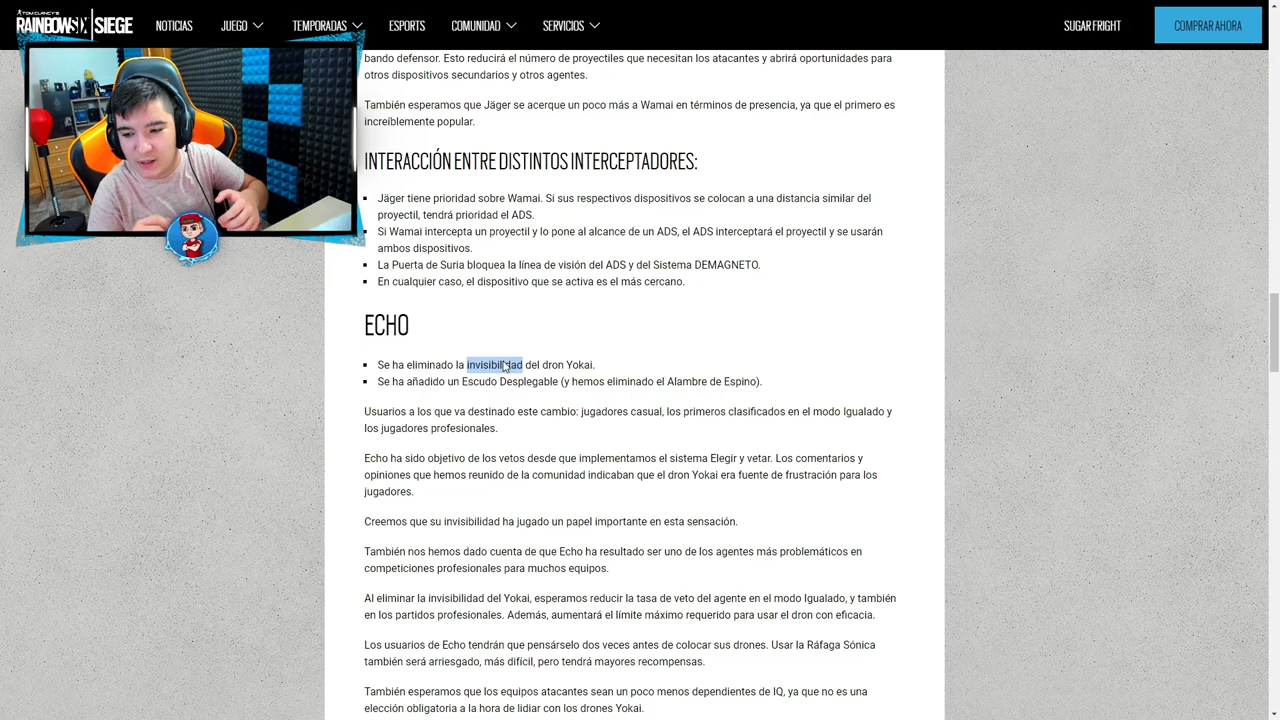 TOM CLANCY'S
RAINBOWSIX SIEGE
NOTICIAS
JUEGO
TEMPORADAS
ESPORTS
COMUNIDAD
SERVICIOS
SUGAR FRIGHT
COMPRAR AHORA
bando defensor. Esto reducirá el número de proyectiles que necesitan los atacantes y abrirá oportunidades para
otros dispositivos secundarios y otros agentes.
También esperamos que Jäger se acerque un poco más a Wamai en términos de presencia, ya que el primero es
increíblemente popular.
INTERACCIÓN ENTRE DISTINTOS INTERCEPTADORES:
▪ Jäger tiene prioridad sobre Wamai. Si sus respectivos dispositivos se colocan a una distancia similar del
proyectil, tendrá prioridad el ADS.
▪ Si Wamai intercepta un proyectil y lo pone al alcance de un ADS, el ADS interceptará el proyectil y se usarán
ambos dispositivos.
▪ La Puerta de Suria bloquea la línea de visión del ADS y del Sistema DEMAGNETO.
▪ En cualquier caso, el dispositivo que se activa es el más cercano.
ECHO
▪ Se ha eliminado la invisibilidad del dron Yokai.
▪ Se ha añadido un Escudo Desplegable (y hemos eliminado el Alambre de Espino).
Usuarios a los que va destinado este cambio: jugadores casual, los primeros clasificados en el modo Igualado y
los jugadores profesionales.
Echo ha sido objetivo de los vetos desde que implementamos el sistema Elegir y vetar. Los comentarios y
opiniones que hemos reunido de la comunidad indicaban que el dron Yokai era fuente de frustración para los
jugadores.
Creemos que su invisibilidad ha jugado un papel importante en esta sensación.
También nos hemos dado cuenta de que Echo ha resultado ser uno de los agentes más problemáticos en
competiciones profesionales para muchos equipos.
Al eliminar la invisibilidad del Yokai, esperamos reducir la tasa de veto del agente en el modo Igualado, y también
en los partidos profesionales. Además, aumentará el límite máximo requerido para usar el dron con eficacia.
Los usuarios de Echo tendrán que pensárselo dos veces antes de colocar sus drones. Usar la Ráfaga Sónica
también será arriesgado, más difícil, pero tendrá mayores recompensas.
También esperamos que los equipos atacantes sean un poco menos dependientes de IQ, ya que no es una
elección obligatoria a la hora de lidiar con los drones Yokai.